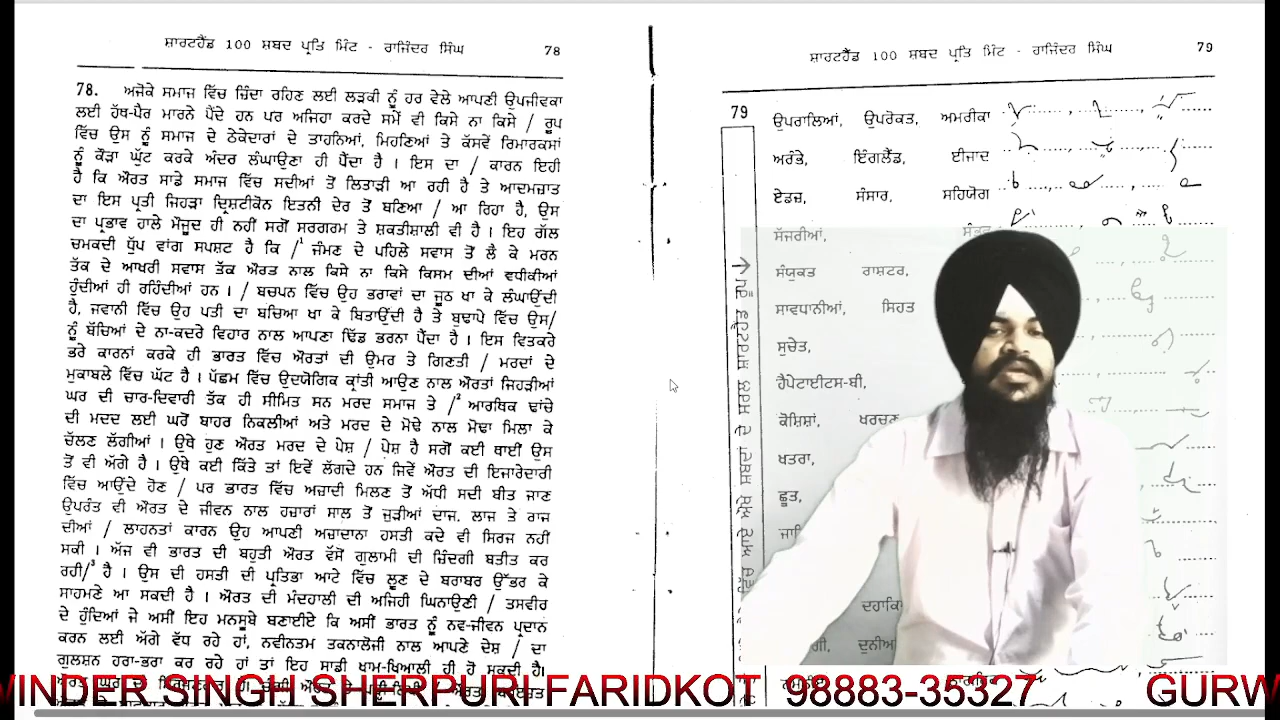 ਸ਼ਾਰਟਹੈਂਡ 100 ਸ਼ਬਦ ਪ੍ਰਤਿ ਮਿੰਟ - ਰਾਜਿੰਦਰ ਸਿੰਘ 78
78. ਅਜੋਕੇ ਸਮਾਜ ਵਿੱਚ ਜ਼ਿੰਦਾ ਰਹਿਣ ਲਈ ਲੜਕੀ ਨੂੰ ਹਰ ਵੇਲੇ ਆਪਣੀ ਉਪਜੀਵਕਾ
ਲਈ ਹੱਥ-ਪੈਰ ਮਾਰਨੇ ਪੈਂਦੇ ਹਨ ਪਰ ਅਜਿਹਾ ਕਰਦੇ ਸਮੇਂ ਵੀ ਕਿਸੇ ਨਾ ਕਿਸੇ / ਰੂਪ
ਵਿੱਚ ਉਸ ਨੂੰ ਸਮਾਜ ਦੇ ਠੇਕੇਦਾਰਾਂ ਦੇ ਤਾਹਨਿਆਂ, ਮਿਹਣਿਆਂ ਤੇ ਕੱਸਵੇਂ ਰਿਮਾਰਕਸਾਂ
ਨੂੰ ਕੌੜਾ ਘੁੱਟ ਕਰਕੇ ਅੰਦਰ ਲੰਘਾਉਣਾ ਹੀ ਪੈਂਦਾ ਹੈ । ਇਸ ਦਾ / ਕਾਰਨ ਇਹੀ
ਹੈ ਕਿ ਔਰਤ ਸਾਡੇ ਸਮਾਜ ਵਿੱਚ ਸਦੀਆਂ ਤੋਂ ਲਿਤਾੜੀ ਆ ਰਹੀ ਹੈ ਤੇ ਆਦਮਜ਼ਾਤ
ਦਾ ਇਸ ਪ੍ਰਤੀ ਜਿਹੜਾ ਦ੍ਰਿਸ਼ਟੀਕੋਨ ਇਤਨੀ ਦੇਰ ਤੋਂ ਬਣਿਆ / ਆ ਰਿਹਾ ਹੈ, ਉਸ
ਦਾ ਪ੍ਰਭਾਵ ਹਾਲੇ ਮੌਜੂਦ ਹੀ ਨਹੀਂ ਸਗੋਂ ਸਰਗਰਮ ਤੇ ਸ਼ਕਤੀਸ਼ਾਲੀ ਵੀ ਹੈ । ਇਹ ਗੱਲ
ਚਮਕਦੀ ਧੁੱਪ ਵਾਂਗ ਸਪਸ਼ਟ ਹੈ ਕਿ /¹ ਜੰਮਣ ਦੇ ਪਹਿਲੇ ਸਵਾਸ ਤੋਂ ਲੈ ਕੇ ਮਰਨ
ਤੱਕ ਦੇ ਆਖਰੀ ਸਵਾਸ ਤੱਕ ਔਰਤ ਨਾਲ ਕਿਸੇ ਨਾ ਕਿਸੇ ਕਿਸਮ ਦੀਆਂ ਵਧੀਕੀਆਂ
ਹੁੰਦੀਆਂ ਹੀ ਰਹਿੰਦੀਆਂ ਹਨ । / ਬਚਪਨ ਵਿੱਚ ਉਹ ਭਰਾਵਾਂ ਦਾ ਜੂਠ ਖਾ ਕੇ ਲੰਘਾਉਂਦੀ
ਹੈ, ਜਵਾਨੀ ਵਿੱਚ ਉਹ ਪਤੀ ਦਾ ਬਚਿਆ ਖਾ ਕੇ ਬਿਤਾਉਂਦੀ ਹੈ ਤੇ ਬੁਢਾਪੇ ਵਿੱਚ ਉਸ/
ਨੂੰ ਬੱਚਿਆਂ ਦੇ ਨਾ-ਕਦਰੇ ਵਿਹਾਰ ਨਾਲ ਆਪਣਾ ਢਿੱਡ ਭਰਨਾ ਪੈਂਦਾ ਹੈ । ਇਸ ਵਿਤਕਰੇ
ਭਰੇ ਕਾਰਨਾਂ ਕਰਕੇ ਹੀ ਭਾਰਤ ਵਿੱਚ ਔਰਤਾਂ ਦੀ ਉਮਰ ਤੇ ਗਿਣਤੀ / ਮਰਦਾਂ ਦੇ
ਮੁਕਾਬਲੇ ਵਿੱਚ ਘੱਟ ਹੈ । ਪੱਛਮ ਵਿੱਚ ਉਦਯੋਗਿਕ ਕ੍ਰਾਂਤੀ ਆਉਣ ਨਾਲ ਔਰਤਾਂ ਜਿਹੜੀਆਂ
ਘਰ ਦੀ ਚਾਰ-ਦਿਵਾਰੀ ਤੱਕ ਹੀ ਸੀਮਿਤ ਸਨ ਮਰਦ ਸਮਾਜ ਤੇ /² ਆਰਥਿਕ ਢਾਂਚੇ
ਦੀ ਮਦਦ ਲਈ ਘਰੋਂ ਬਾਹਰ ਨਿਕਲੀਆਂ ਅਤੇ ਮਰਦ ਦੇ ਮੋਢੇ ਨਾਲ ਮੋਢਾ ਮਿਲਾ ਕੇ
ਚੱਲਣ ਲੱਗੀਆਂ । ਉਥੇ ਹੁਣ ਔਰਤ ਮਰਦ ਦੇ ਪੇਸ਼ / ਪੇਸ਼ ਹੈ ਸਗੋਂ ਕਈ ਥਾਈਂ ਉਸ
ਤੋਂ ਵੀ ਅੱਗੇ ਹੈ । ਉਥੇ ਕਈ ਕਿੱਤੇ ਤਾਂ ਇਵੇਂ ਲੱਗਦੇ ਹਨ ਜਿਵੇਂ ਔਰਤ ਦੀ ਇਜਾਰੇਦਾਰੀ
ਵਿੱਚ ਆਉਂਦੇ ਹੋਣ / ਪਰ ਭਾਰਤ ਵਿੱਚ ਅਜ਼ਾਦੀ ਮਿਲਣ ਤੋਂ ਅੱਧੀ ਸਦੀ ਬੀਤ ਜਾਣ
ਉਪਰੰਤ ਵੀ ਔਰਤ ਦੇ ਜੀਵਨ ਨਾਲ ਹਜ਼ਾਰਾਂ ਸਾਲ ਤੋਂ ਜੁੜੀਆਂ ਦਾਜ, ਲਾਜ ਤੇ ਰਾਜ
ਦੀਆਂ / ਲਾਹਨਤਾਂ ਕਾਰਨ ਉਹ ਆਪਣੀ ਅਜ਼ਾਦਾਨਾ ਹਸਤੀ ਕਦੇ ਵੀ ਸਿਰਜ ਨਹੀਂ
ਸਕੀ । ਅੱਜ ਵੀ ਭਾਰਤ ਦੀ ਬਹੁਤੀ ਔਰਤ ਵੱਸੋਂ ਗੁਲਾਮੀ ਦੀ ਜ਼ਿੰਦਗੀ ਬਤੀਤ ਕਰ
ਰਹੀ/³ ਹੈ । ਉਸ ਦੀ ਹਸਤੀ ਦੀ ਪ੍ਰਤਿਭਾ ਆਟੇ ਵਿੱਚ ਲੂਣ ਦੇ ਬਰਾਬਰ ਉੱਭਰ ਕੇ
ਸਾਹਮਣੇ ਆ ਸਕਦੀ ਹੈ । ਔਰਤ ਦੀ ਮੰਦਹਾਲੀ ਦੀ ਅਜਿਹੀ ਘਿਨਾਉਣੀ / ਤਸਵੀਰ
ਦੇ ਹੁੰਦਿਆਂ ਜੇ ਅਸੀਂ ਇਹ ਮਨਸੂਬੇ ਬਣਾਈਏ ਕਿ ਅਸੀਂ ਭਾਰਤ ਨੂੰ ਨਵ-ਜੀਵਨ ਪ੍ਰਦਾਨ
ਕਰਨ ਲਈ ਅੱਗੇ ਵੱਧ ਰਹੇ ਹਾਂ, ਨਵੀਨਤਮ ਤਕਨਾਲੋਜੀ ਨਾਲ ਆਪਣੇ ਦੇਸ਼ / ਦਾ
ਗੁਲਸ਼ਨ ਹਰਾ-ਭਰਾ ਕਰ ਰਹੇ ਹਾਂ ਤਾਂ ਇਹ ਸਾਡੀ ਖਾਮ-ਖਿਆਲੀ ਹੀ ਹੋ ਸਕਦੀ ਹੈ।
ਸ਼ਾਰਟਹੈਂਡ 100 ਸ਼ਬਦ ਪ੍ਰਤਿ ਮਿੰਟ - ਰਾਜਿੰਦਰ ਸਿੰਘ 79
79
ਉਪਰਾਲਿਆਂ, ਉਪਰੋਕਤ, ਅਮਰੀਕਾ
ਅਰੰਭੇ, ਇੰਗਲੈਂਡ, ਈਜਾਦ
ਏਡਜ਼, ਸੰਸਾਰ, ਸਹਿਯੋਗ
ਸੱਜਰੀਆਂ,
ਸੰਯੁਕਤ ਰਾਸ਼ਟਰ,
ਸਾਵਧਾਨੀਆਂ, ਸਿਹਤ
ਸੁਚੇਤ,
ਹੈਪੇਟਾਈਟਸ-ਬੀ,
ਕੋਸ਼ਿਸ਼ਾਂ, ਖਰਚਣ
ਖਤਰਾ,
ਛੂਤ,
ਦੁਨੀਆਂ
VINDER SINGH SHERPURI FARIDKOT 98883-35327 GURW